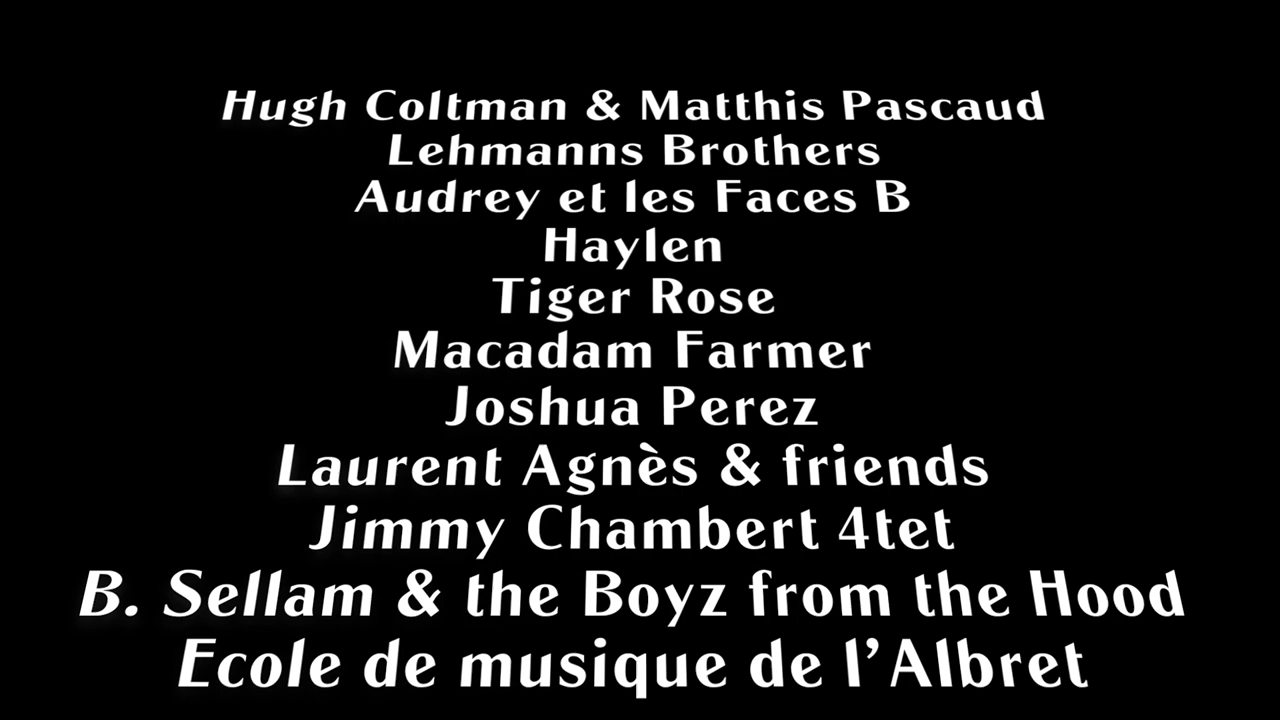 Hugh Coltman & Matthis Pascaud
Lehmanns Brothers
Audrey et les Faces B
Haylen
Tiger Rose
Macadam Farmer
Joshua Perez
Laurent Agnès & friends
Jimmy Chambert 4tet
B. Sellam & the Boyz from the Hood
Ecole de musique de l’Albret